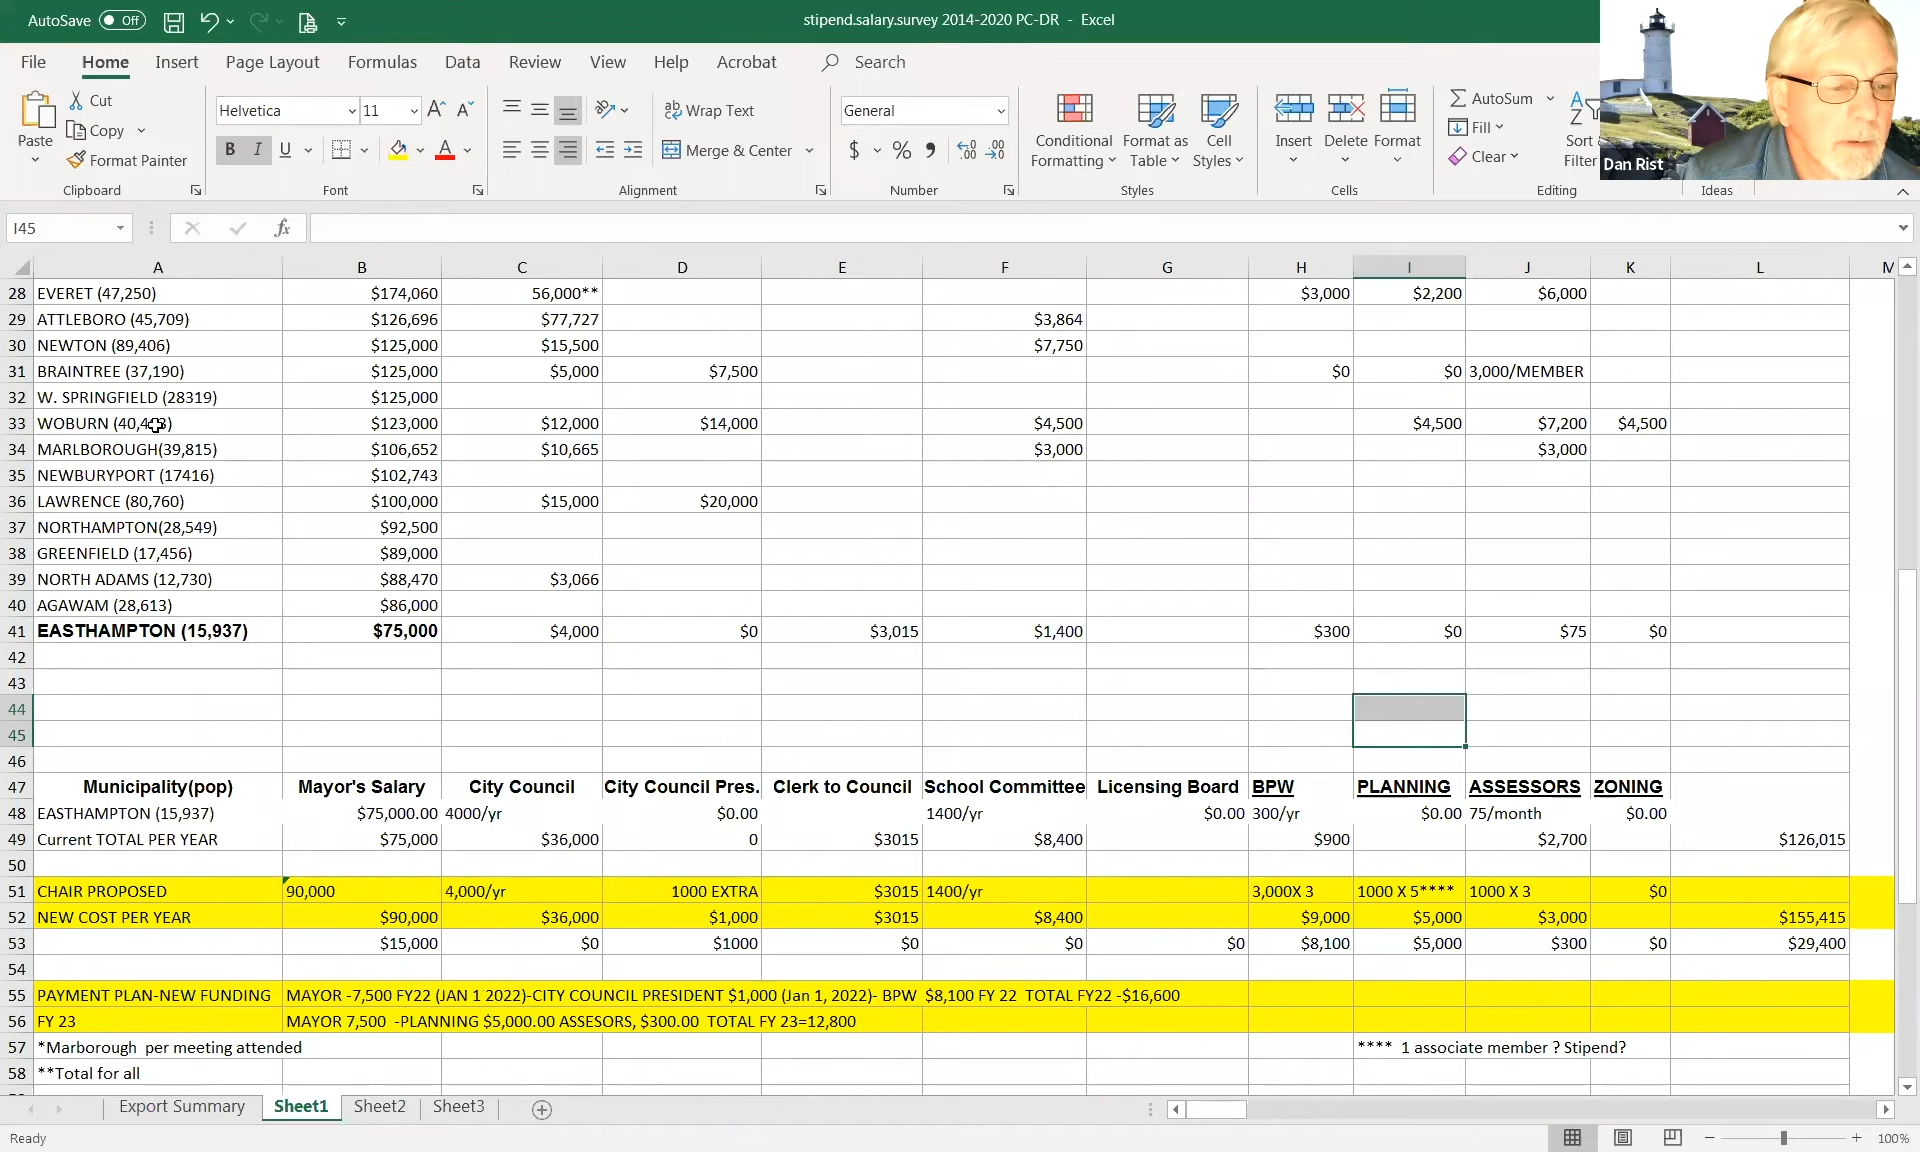 AutoSave Off
stipend.salary.survey 2014-2020 PC-DR - Excel
File Home Insert Page Layout Formulas Data Review View Help Acrobat Search
Paste
Cut
Copy
Format Painter
Clipboard
Helvetica 11
B I U A
Font
Wrap Text
Merge & Center
Alignment
General
$ % 9
Number
Conditional Formatting
Format as Table
Cell Styles
Styles
Insert Delete Format
Cells
AutoSum
Fill
Clear
Sort
Filter
Editing
Ideas
Dan Rist
I45 fx
A B C D E F G H I J K L M
28 EVERET (47,250) $174,060 56,000** $3,000 $2,200 $6,000
29 ATTLEBORO (45,709) $126,696 $77,727 $3,864
30 NEWTON (89,406) $125,000 $15,500 $7,750
31 BRAINTREE (37,190) $125,000 $5,000 $7,500 $0 $0 3,000/MEMBER
32 W. SPRINGFIELD (28319) $125,000
33 WOBURN $123,000 $12,000 $14,000 $4,500 $4,500 $7,200 $4,500
34 MARLBOROUGH(39,815) $106,652 $10,665 $3,000 $3,000
35 NEWBURYPORT (17416) $102,743
36 LAWRENCE (80,760) $100,000 $15,000 $20,000
37 NORTHAMPTON(28,549) $92,500
38 GREENFIELD (17,456) $89,000
39 NORTH ADAMS (12,730) $88,470 $3,066
40 AGAWAM (28,613) $86,000
41 EASTHAMPTON (15,937) $75,000 $4,000 $0 $3,015 $1,400 $300 $0 $75 $0
42
43
44
45
46
47 Municipality(pop) Mayor's Salary City Council City Council Pres. Clerk to Council School Committee Licensing Board BPW PLANNING ASSESSORS ZONING
48 EASTHAMPTON (15,937) $75,000.00 4000/yr $0.00 1400/yr $0.00 300/yr $0.00 75/month $0.00
49 Current TOTAL PER YEAR $75,000 $36,000 0 $3015 $8,400 $900 $2,700 $126,015
50
51 CHAIR PROPOSED 90,000 4,000/yr 1000 EXTRA $3015 1400/yr 3,000X 3 1000 X 5**** 1000 X 3 $0
52 NEW COST PER YEAR $90,000 $36,000 $1,000 $3015 $8,400 $9,000 $5,000 $3,000 $155,415
53 $15,000 $0 $1000 $0 $0 $0 $8,100 $5,000 $300 $0 $29,400
54
55 PAYMENT PLAN-NEW FUNDING MAYOR -7,500 FY22 (JAN 1 2022)-CITY COUNCIL PRESIDENT $1,000 (Jan 1, 2022)- BPW $8,100 FY 22 TOTAL FY22 -$16,600
56 FY 23 MAYOR 7,500 -PLANNING $5,000.00 ASSESORS, $300.00 TOTAL FY 23=12,800
57 *Marborough per meeting attended **** 1 associate member ? Stipend?
58 **Total for all
Export Summary Sheet1 Sheet2 Sheet3
Ready 100%